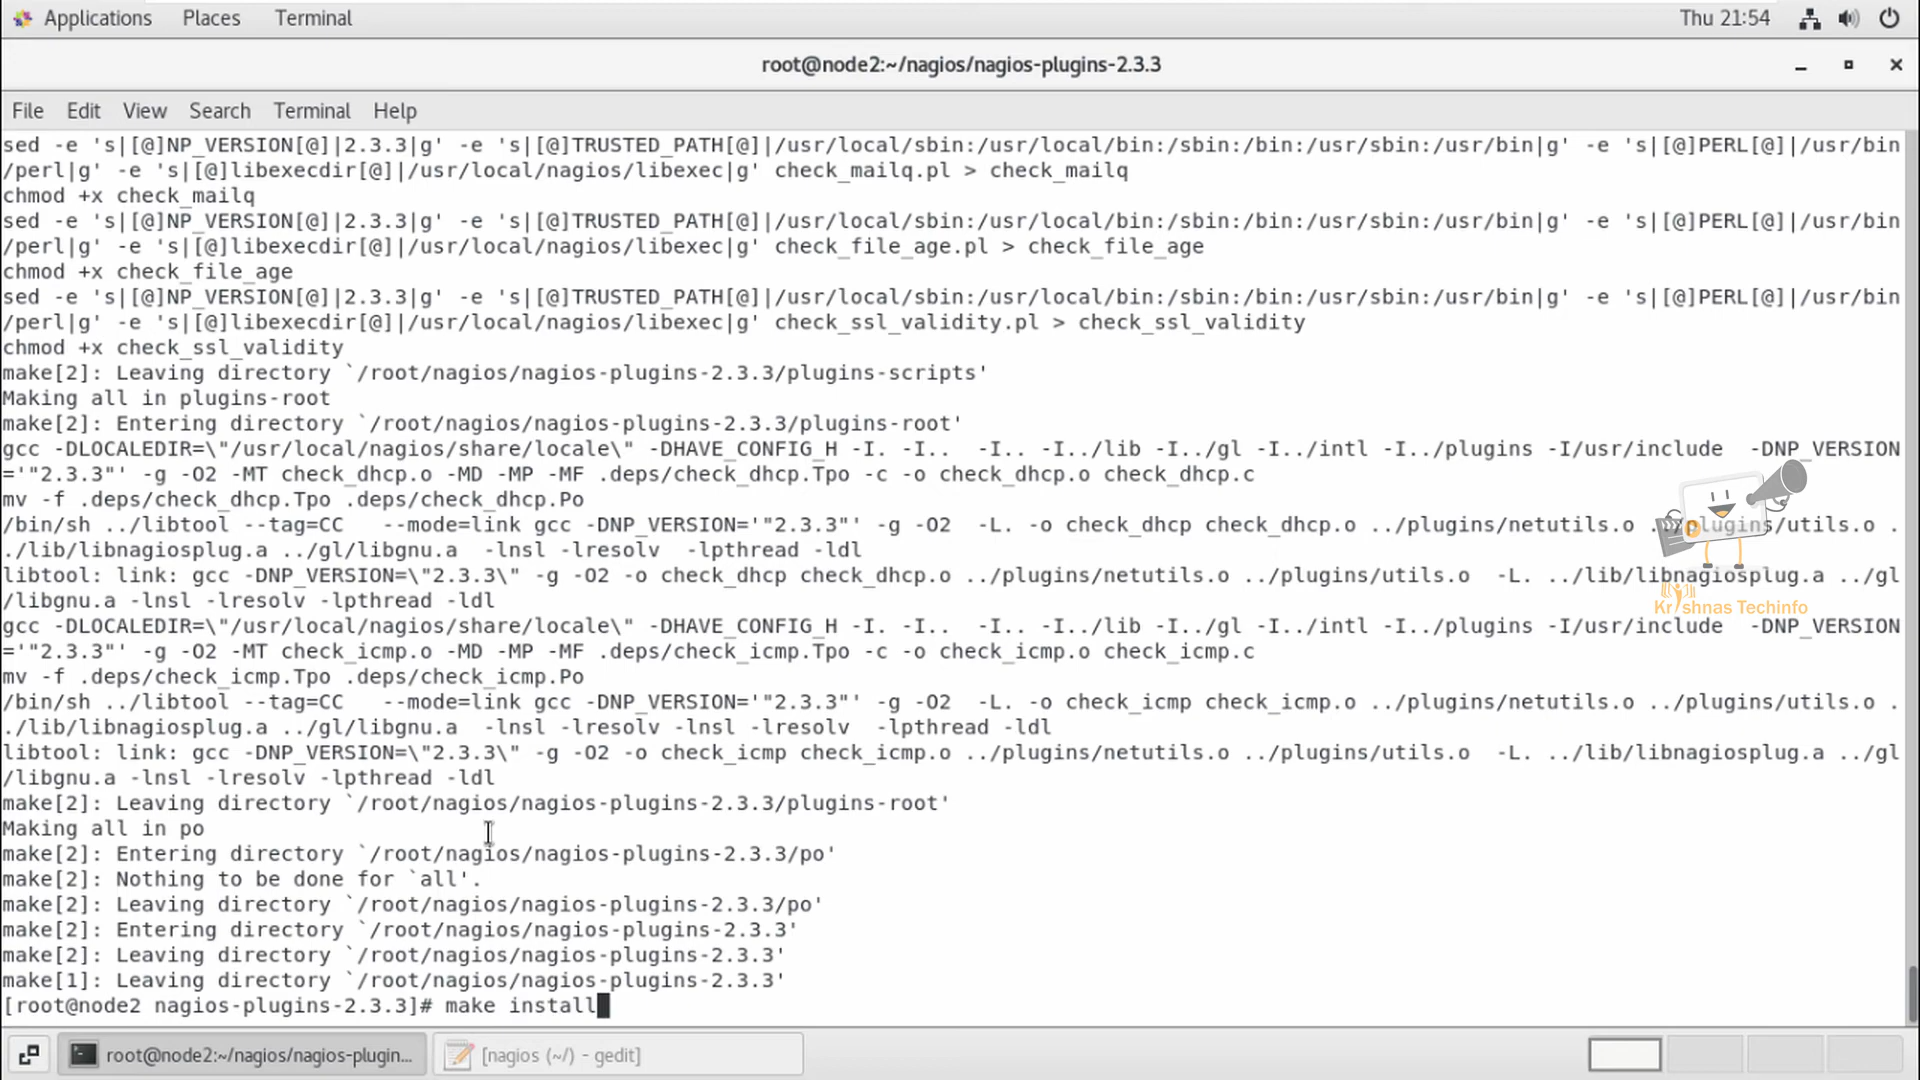 Applications Places Terminal Thu 21:54
root@node2:~/nagios/nagios-plugins-2.3.3
File Edit View Search Terminal Help
sed -e 's|[@]NP_VERSION[@]|2.3.3|g' -e 's|[@]TRUSTED_PATH[@]|/usr/local/sbin:/usr/local/bin:/sbin:/bin:/usr/sbin:/usr/bin|g' -e 's|[@]PERL[@]|/usr/bin
/perl|g' -e 's|[@]libexecdir[@]|/usr/local/nagios/libexec|g' check_mailq.pl > check_mailq
chmod +x check_mailq
sed -e 's|[@]NP_VERSION[@]|2.3.3|g' -e 's|[@]TRUSTED_PATH[@]|/usr/local/sbin:/usr/local/bin:/sbin:/bin:/usr/sbin:/usr/bin|g' -e 's|[@]PERL[@]|/usr/bin
/perl|g' -e 's|[@]libexecdir[@]|/usr/local/nagios/libexec|g' check_file_age.pl > check_file_age
chmod +x check_file_age
sed -e 's|[@]NP_VERSION[@]|2.3.3|g' -e 's|[@]TRUSTED_PATH[@]|/usr/local/sbin:/usr/local/bin:/sbin:/bin:/usr/sbin:/usr/bin|g' -e 's|[@]PERL[@]|/usr/bin
/perl|g' -e 's|[@]libexecdir[@]|/usr/local/nagios/libexec|g' check_ssl_validity.pl > check_ssl_validity
chmod +x check_ssl_validity
make[2]: Leaving directory `/root/nagios/nagios-plugins-2.3.3/plugins-scripts'
Making all in plugins-root
make[2]: Entering directory `/root/nagios/nagios-plugins-2.3.3/plugins-root'
gcc -DLOCALEDIR=\"/usr/local/nagios/share/locale\" -DHAVE_CONFIG_H -I. -I..  -I.. -I../lib -I../gl -I../intl -I../plugins -I/usr/include  -DNP_VERSION
='"2.3.3"' -g -O2 -MT check_dhcp.o -MD -MP -MF .deps/check_dhcp.Tpo -c -o check_dhcp.o check_dhcp.c
mv -f .deps/check_dhcp.Tpo .deps/check_dhcp.Po
/bin/sh ../libtool --tag=CC   --mode=link gcc -DNP_VERSION='"2.3.3"' -g -O2  -L. -o check_dhcp check_dhcp.o ../plugins/netutils.o ../plugins/utils.o .
./lib/libnagiosplug.a ../gl/libgnu.a  -lnsl -lresolv  -lpthread -ldl
libtool: link: gcc -DNP_VERSION=\"2.3.3\" -g -O2 -o check_dhcp check_dhcp.o ../plugins/netutils.o ../plugins/utils.o  -L. ../lib/libnagiosplug.a ../gl
/libgnu.a -lnsl -lresolv -lpthread -ldl
Krishnas Techinfo
gcc -DLOCALEDIR=\"/usr/local/nagios/share/locale\" -DHAVE_CONFIG_H -I. -I..  -I.. -I../lib -I../gl -I../intl -I../plugins -I/usr/include  -DNP_VERSION
='"2.3.3"' -g -O2 -MT check_icmp.o -MD -MP -MF .deps/check_icmp.Tpo -c -o check_icmp.o check_icmp.c
mv -f .deps/check_icmp.Tpo .deps/check_icmp.Po
/bin/sh ../libtool --tag=CC   --mode=link gcc -DNP_VERSION='"2.3.3"' -g -O2  -L. -o check_icmp check_icmp.o ../plugins/netutils.o ../plugins/utils.o .
./lib/libnagiosplug.a ../gl/libgnu.a  -lnsl -lresolv -lnsl -lresolv  -lpthread -ldl
libtool: link: gcc -DNP_VERSION=\"2.3.3\" -g -O2 -o check_icmp check_icmp.o ../plugins/netutils.o ../plugins/utils.o  -L. ../lib/libnagiosplug.a ../gl
/libgnu.a -lnsl -lresolv -lpthread -ldl
make[2]: Leaving directory `/root/nagios/nagios-plugins-2.3.3/plugins-root'
Making all in po
make[2]: Entering directory `/root/nagios/nagios-plugins-2.3.3/po'
make[2]: Nothing to be done for `all'.
make[2]: Leaving directory `/root/nagios/nagios-plugins-2.3.3/po'
make[2]: Entering directory `/root/nagios/nagios-plugins-2.3.3'
make[2]: Leaving directory `/root/nagios/nagios-plugins-2.3.3'
make[1]: Leaving directory `/root/nagios/nagios-plugins-2.3.3'
[root@node2 nagios-plugins-2.3.3]# make install
root@node2:~/nagios/nagios-plugin... [nagios (~/) - gedit]